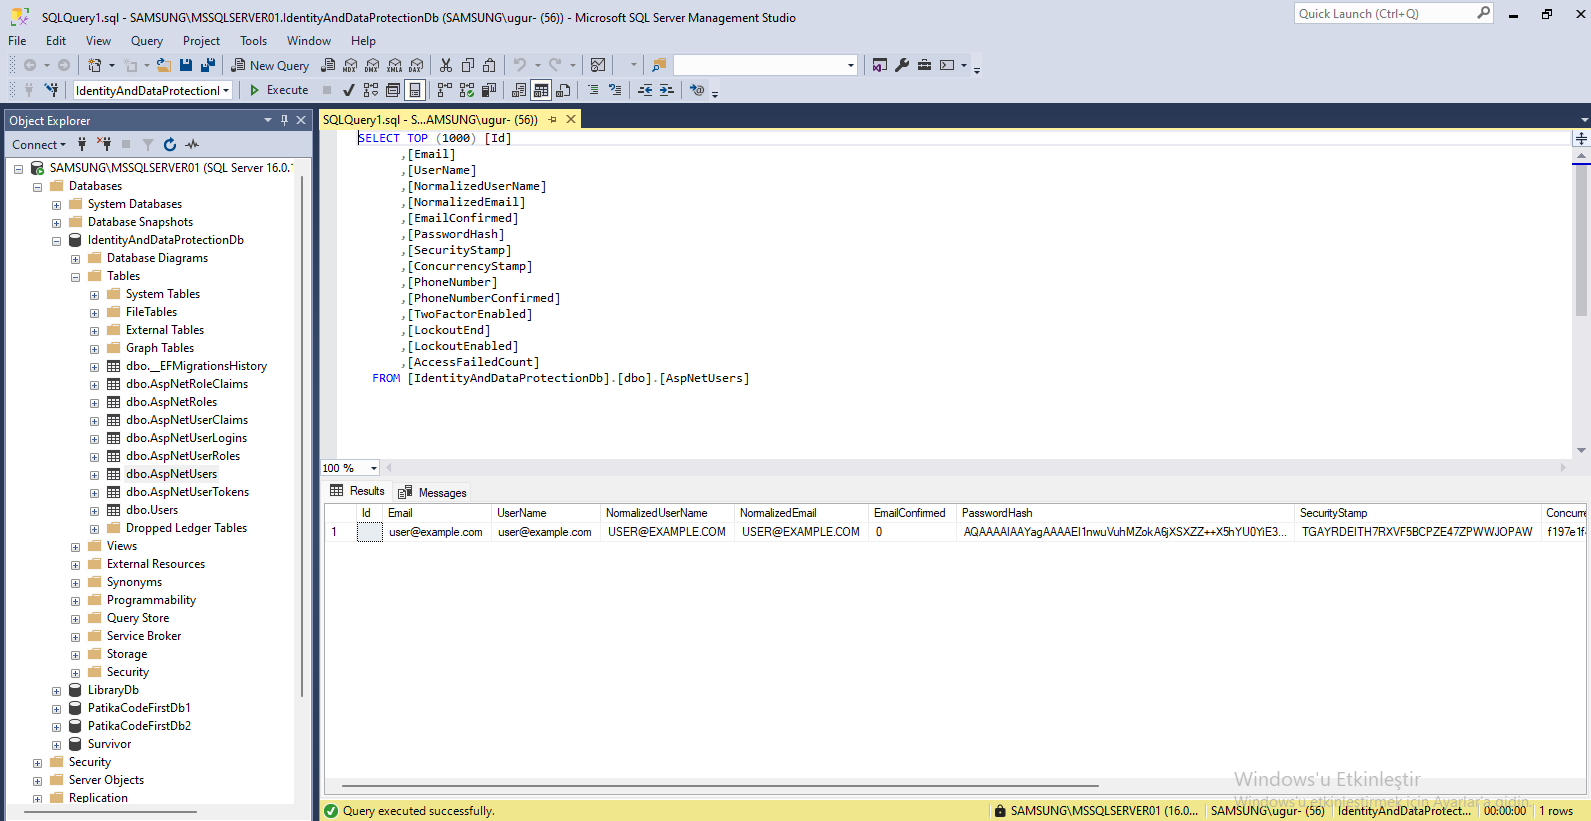 SQLQuery1.sql - SAMSUNG\MSSQLSERVER01.IdentityAndDataProtectionDb (SAMSUNG\ugur- (56)) - Microsoft SQL Server Management Studio
Quick Launch (Ctrl+Q)
File Edit View Query Project Tools Window Help
New Query
MDX DMX XMLA DAX
IdentityAndDataProtectionI
Execute
Object Explorer
Connect
SAMSUNG\MSSQLSERVER01 (SQL Server 16.0.1
Databases
System Databases
Database Snapshots
IdentityAndDataProtectionDb
Database Diagrams
Tables
System Tables
FileTables
External Tables
Graph Tables
dbo.__EFMigrationsHistory
dbo.AspNetRoleClaims
dbo.AspNetRoles
dbo.AspNetUserClaims
dbo.AspNetUserLogins
dbo.AspNetUserRoles
dbo.AspNetUsers
dbo.AspNetUserTokens
dbo.Users
Dropped Ledger Tables
Views
External Resources
Synonyms
Programmability
Query Store
Service Broker
Storage
Security
LibraryDb
PatikaCodeFirstDb1
PatikaCodeFirstDb2
Survivor
Security
Server Objects
Replication
SQLQuery1.sql - S...AMSUNG\ugur- (56))
SELECT TOP (1000) [Id]
,[Email]
,[UserName]
,[NormalizedUserName]
,[NormalizedEmail]
,[EmailConfirmed]
,[PasswordHash]
,[SecurityStamp]
,[ConcurrencyStamp]
,[PhoneNumber]
,[PhoneNumberConfirmed]
,[TwoFactorEnabled]
,[LockoutEnd]
,[LockoutEnabled]
,[AccessFailedCount]
FROM [IdentityAndDataProtectionDb].[dbo].[AspNetUsers]
100 %
Results Messages
Id Email UserName NormalizedUserName NormalizedEmail EmailConfirmed PasswordHash SecurityStamp Concurre
1 user@example.com user@example.com USER@EXAMPLE.COM USER@EXAMPLE.COM 0 AQAAAAIAAYagAAAAEI1nwuVuhMZokA6jXSXZZ++X5hYU0YiE3... TGAYRDEITH7RXVF5BCPZE47ZPWWJOPAW f197e1f
Windows'u Etkinleştir
Windows'u etkinleştirmek için Ayarlar'a gidin.
Query executed successfully.
SAMSUNG\MSSQLSERVER01 (16.0... SAMSUNG\ugur- (56) IdentityAndDataProtect... 00:00:00 1 rows